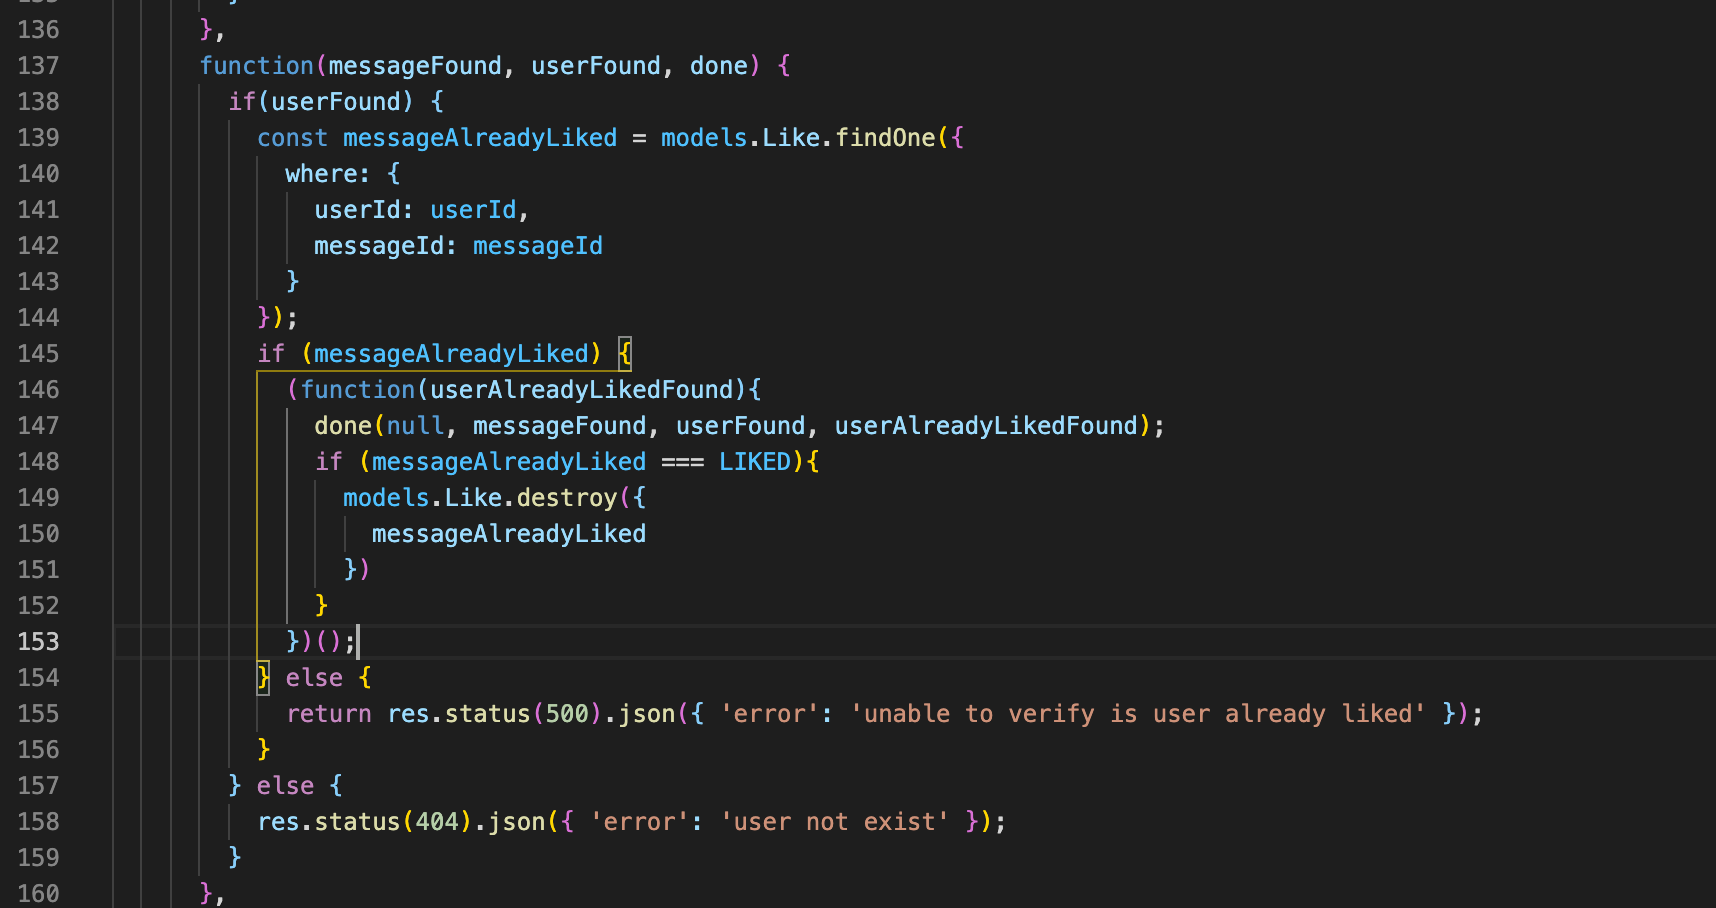 136 },
137 function(messageFound, userFound, done) {
138 if(userFound) {
139 const messageAlreadyLiked = models.Like.findOne({
140 where: {
141 userId: userId,
142 messageId: messageId
143 }
144 });
145 if (messageAlreadyLiked) {
146 (function(userAlreadyLikedFound){
147 done(null, messageFound, userFound, userAlreadyLikedFound);
148 if (messageAlreadyLiked === LIKED){
149 models.Like.destroy({
150 messageAlreadyLiked
151 })
152 }
153 })();
154 } else {
155 return res.status(500).json({ 'error': 'unable to verify is user already liked' });
156 }
157 } else {
158 res.status(404).json({ 'error': 'user not exist' });
159 }
160 },